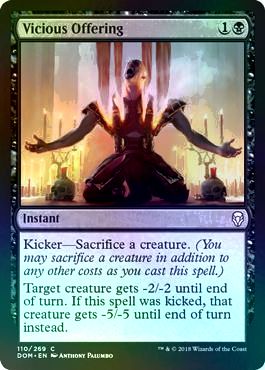 Vicious Offering 1
Instant
Kicker—Sacrifice a creature. (You
may sacrifice a creature in addition to
any other costs as you cast this spell.)
Target creature gets -2/-2 until end
of turn. If this spell was kicked, that
creature gets -5/-5 until end of turn
instead.
110/269 C
DOM • EN Anthony Palumbo
™ & © 2018 Wizards of the Coast